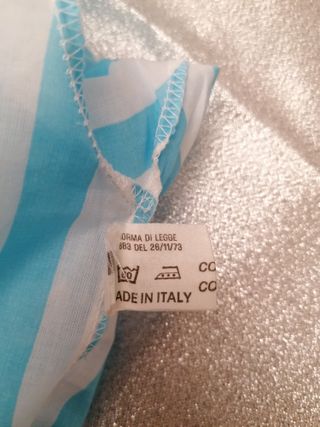 ORMA DI LEGGE
883 DEL 26/11/73
CO
ADE IN ITALY CO